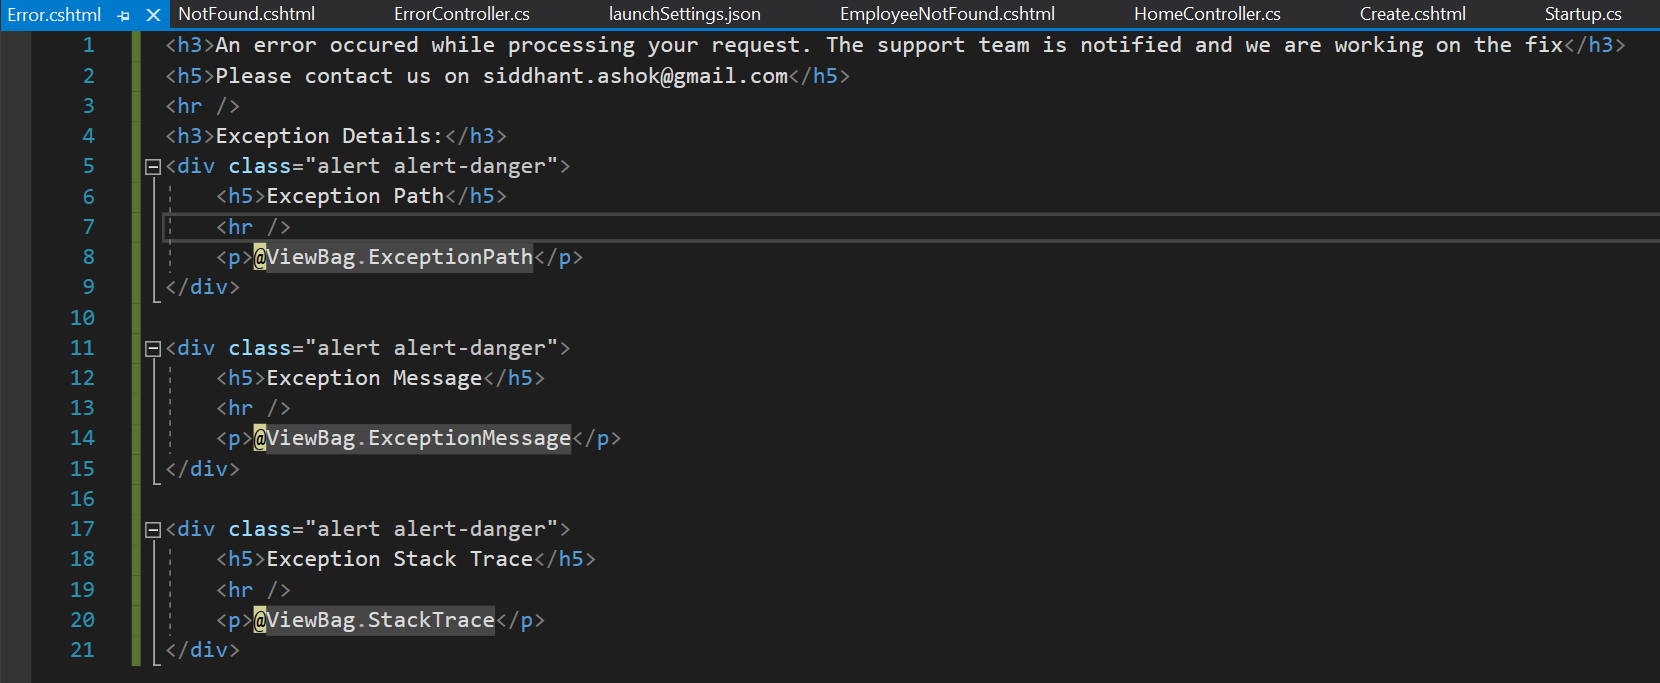 Error.cshtml NotFound.cshtml ErrorController.cs launchSettings.json EmployeeNotFound.cshtml HomeController.cs Create.cshtml Startup.cs
1 <h3>An error occured while processing your request. The support team is notified and we are working on the fix</h3>
2 <h5>Please contact us on siddhant.ashok@gmail.com</h5>
3 <hr />
4 <h3>Exception Details:</h3>
5 <div class="alert alert-danger">
6 <h5>Exception Path</h5>
7 <hr />
8 <p>@ViewBag.ExceptionPath</p>
9 </div>
10
11 <div class="alert alert-danger">
12 <h5>Exception Message</h5>
13 <hr />
14 <p>@ViewBag.ExceptionMessage</p>
15 </div>
16
17 <div class="alert alert-danger">
18 <h5>Exception Stack Trace</h5>
19 <hr />
20 <p>@ViewBag.StackTrace</p>
21 </div>